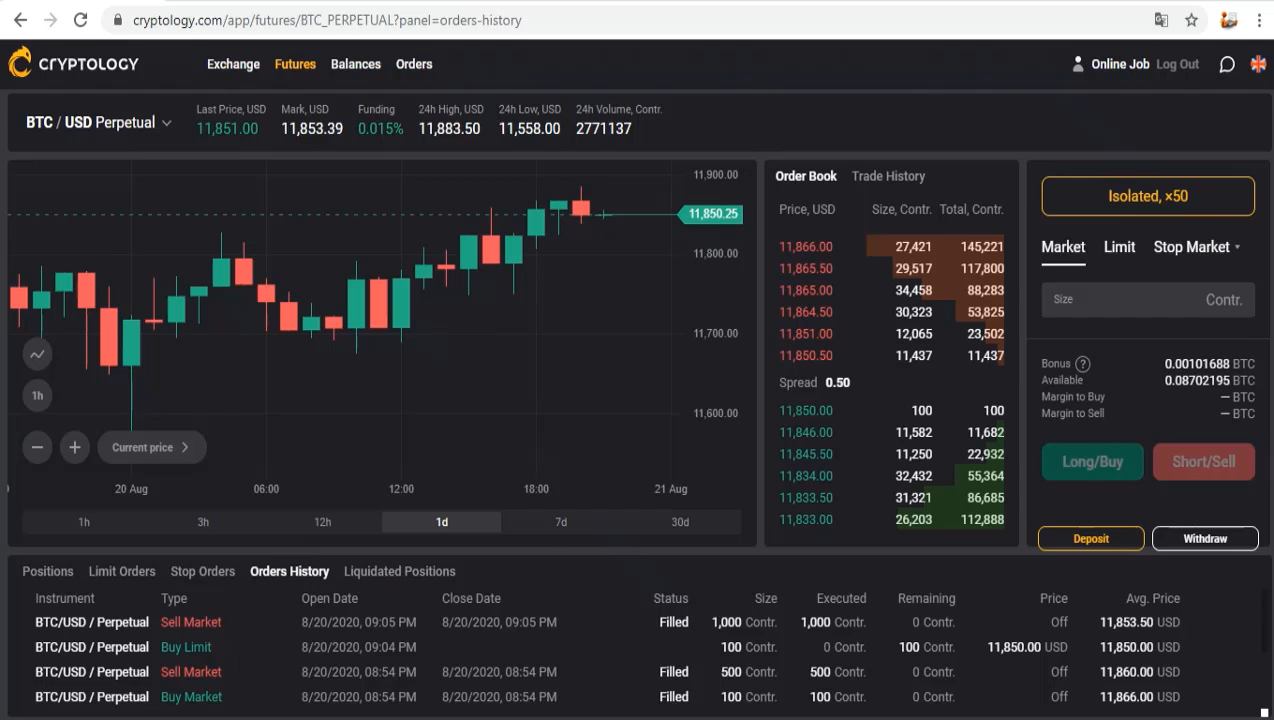 cryptology.com/app/futures/BTC_PERPETUAL?panel=orders-history
CRYPTOLOGY Exchange Futures Balances Orders Online Job Log Out
BTC / USD Perpetual
Last Price, USD Mark, USD Funding 24h High, USD 24h Low, USD 24h Volume, Contr.
11,851.00 11,853.39 0.015% 11,883.50 11,558.00 2771137
11,900.00
11,850.25
11,800.00
11,700.00
11,600.00
1h
Current price
20 Aug 06:00 12:00 18:00 21 Aug
1h 3h 12h 1d 7d 30d
Order Book Trade History
Price, USD Size, Contr. Total, Contr.
11,866.00 27,421 145,221
11,865.50 29,517 117,800
11,865.00 34,458 88,283
11,864.50 30,323 53,825
11,851.00 12,065 23,502
11,850.50 11,437 11,437
Spread 0.50
11,850.00 100 100
11,846.00 11,582 11,682
11,845.50 11,250 22,932
11,834.00 32,432 55,364
11,833.50 31,321 86,685
11,833.00 26,203 112,888
Isolated, ×50
Market Limit Stop Market
Size Contr.
Bonus ? 0.00101688 BTC
Available 0.08702195 BTC
Margin to Buy – BTC
Margin to Sell – BTC
Long/Buy Short/Sell
Deposit Withdraw
Positions Limit Orders Stop Orders Orders History Liquidated Positions
Instrument Type Open Date Close Date Status Size Executed Remaining Price Avg. Price
BTC/USD / Perpetual Sell Market 8/20/2020, 09:05 PM 8/20/2020, 09:05 PM Filled 1,000 Contr. 1,000 Contr. 0 Contr. Off 11,853.50 USD
BTC/USD / Perpetual Buy Limit 8/20/2020, 09:04 PM 100 Contr. 0 Contr. 100 Contr. 11,850.00 USD 11,850.00 USD
BTC/USD / Perpetual Sell Market 8/20/2020, 08:54 PM 8/20/2020, 08:54 PM Filled 500 Contr. 500 Contr. 0 Contr. Off 11,860.00 USD
BTC/USD / Perpetual Buy Market 8/20/2020, 08:54 PM 8/20/2020, 08:54 PM Filled 100 Contr. 100 Contr. 0 Contr. Off 11,866.00 USD